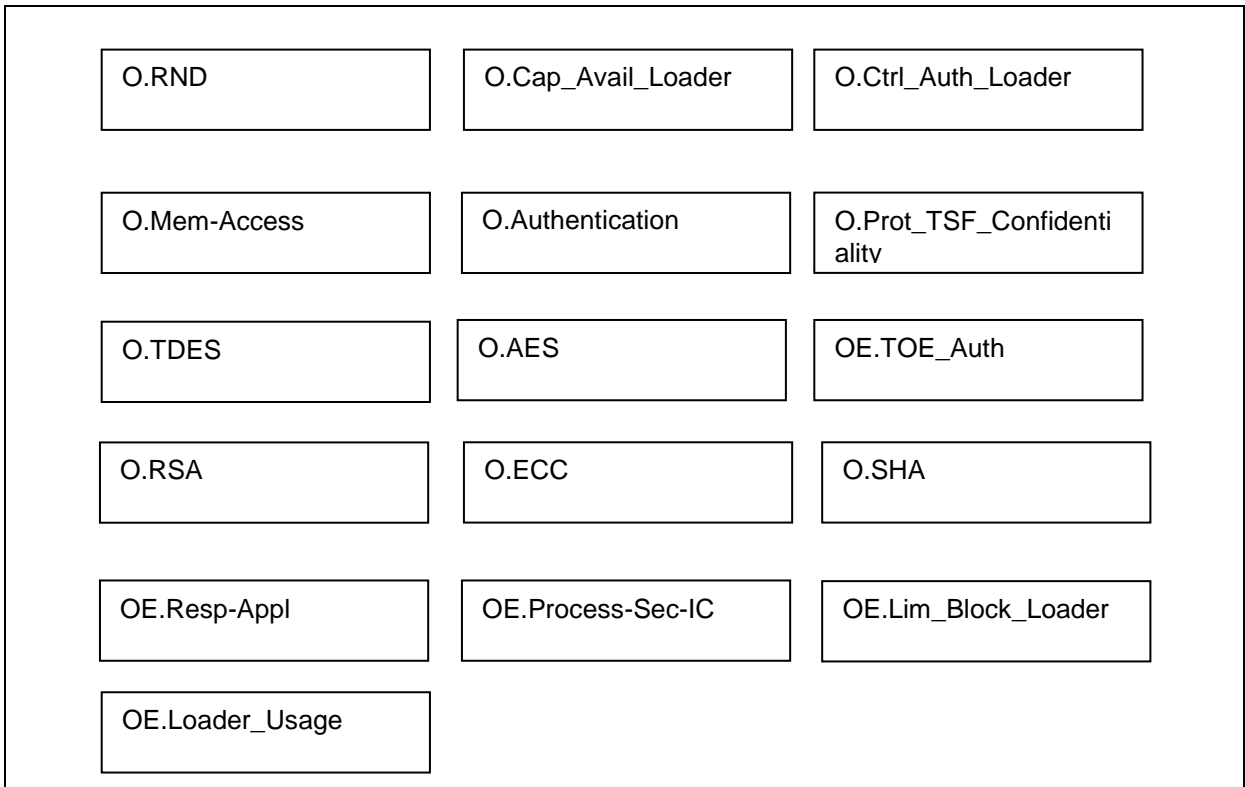 O.RND
O.Cap_Avail_Loader
O.Ctrl_Auth_Loader
O.Mem-Access
O.Authentication
O.Prot_TSF_Confidenti
ality
O.TDES
O.AES
OE.TOE_Auth
O.RSA
O.ECC
O.SHA
OE.Resp-Appl
OE.Process-Sec-IC
OE.Lim_Block_Loader
OE.Loader_Usage